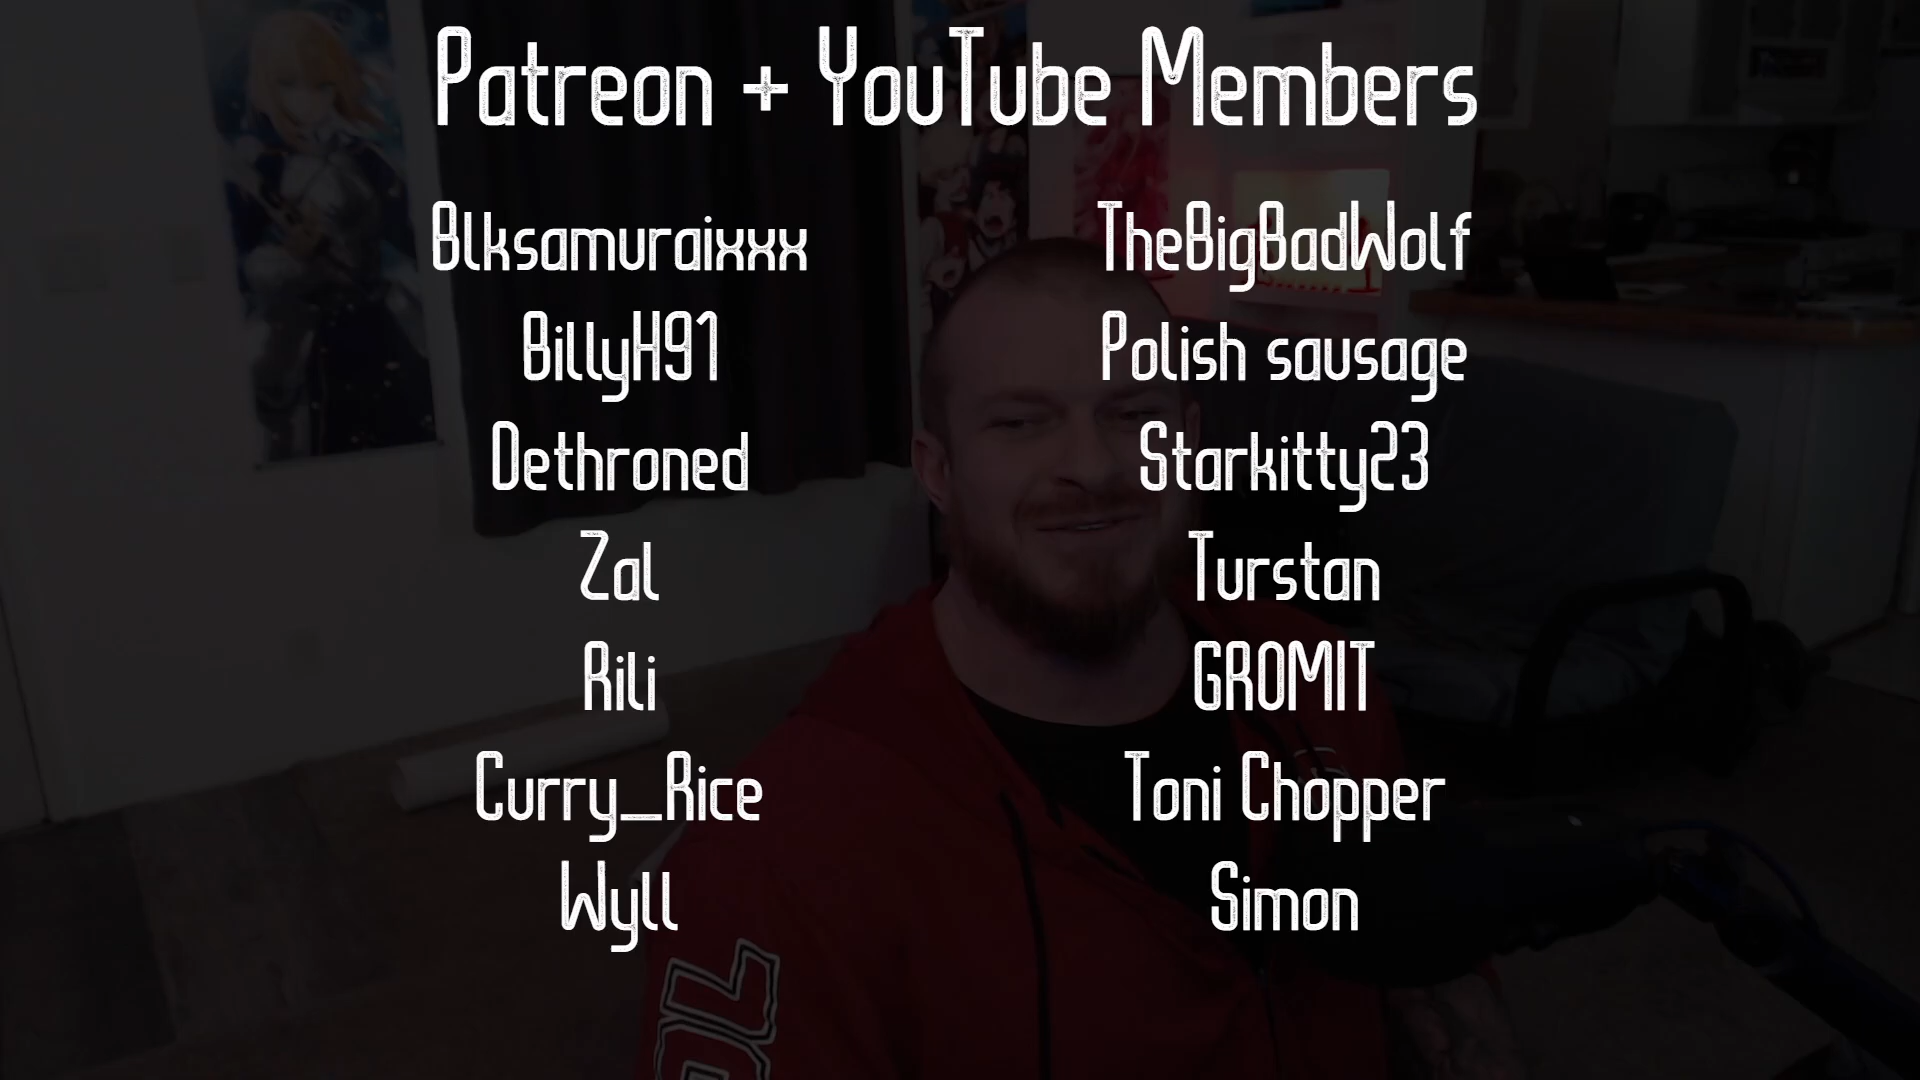 Patreon + YouTube Members
Blksamuraixxx
BillyH91
Dethroned
Zal
Rili
Curry_Rice
Wyll
TheBigBadWolf
Polish sausage
Starkitty23
Turstan
GROMIT
Toni Chopper
Simon